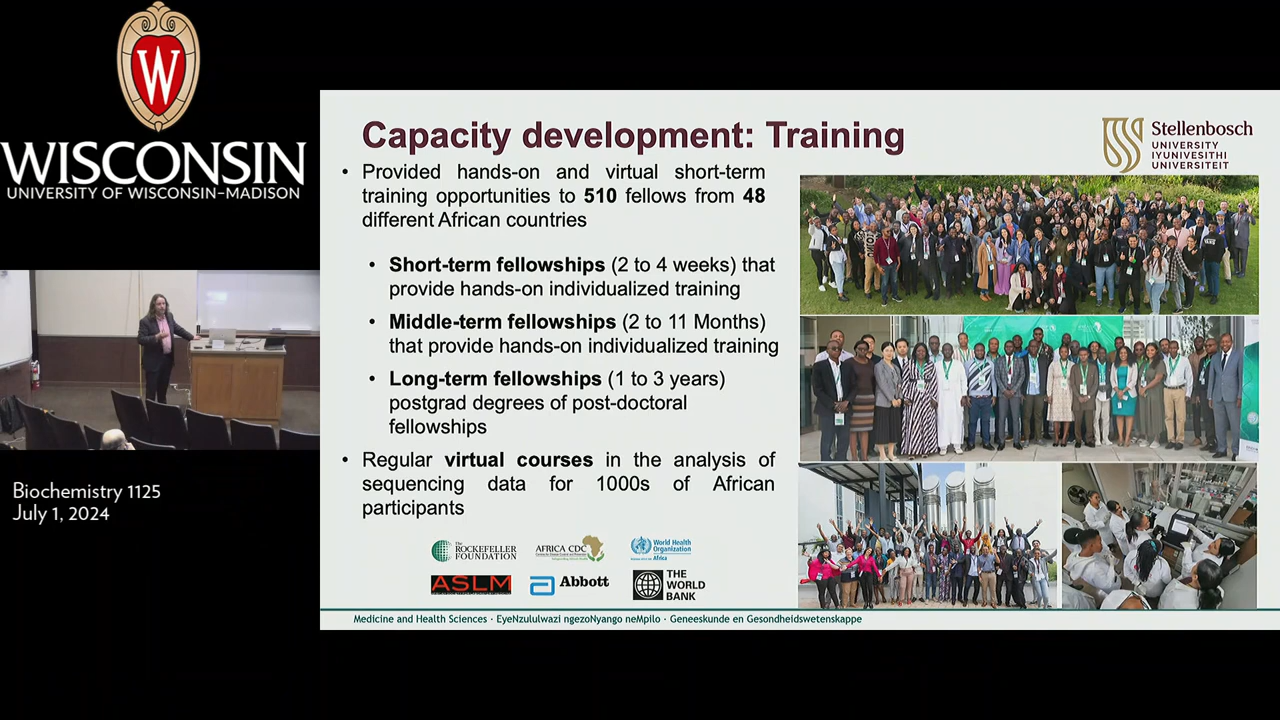 W
WISCONSIN
UNIVERSITY OF WISCONSIN–MADISON
Biochemistry 1125
July 1, 2024
Capacity development: Training
Stellenbosch
UNIVERSITY
IYUNIVESITHI
UNIVERSITEIT
• Provided hands-on and virtual short-term
training opportunities to 510 fellows from 48
different African countries
• Short-term fellowships (2 to 4 weeks) that
provide hands-on individualized training
• Middle-term fellowships (2 to 11 Months)
that provide hands-on individualized training
• Long-term fellowships (1 to 3 years)
postgrad degrees of post-doctoral
fellowships
• Regular virtual courses in the analysis of
sequencing data for 1000s of African
participants
The
ROCKEFELLER
FOUNDATION
AFRICA CDC
World Health
Organization
Africa
ASLM
Abbott
THE
WORLD
BANK
Medicine and Health Sciences · EyeNzululwazi ngezoNyango neMpilo · Geneeskunde en Gesondheidswetenskappe